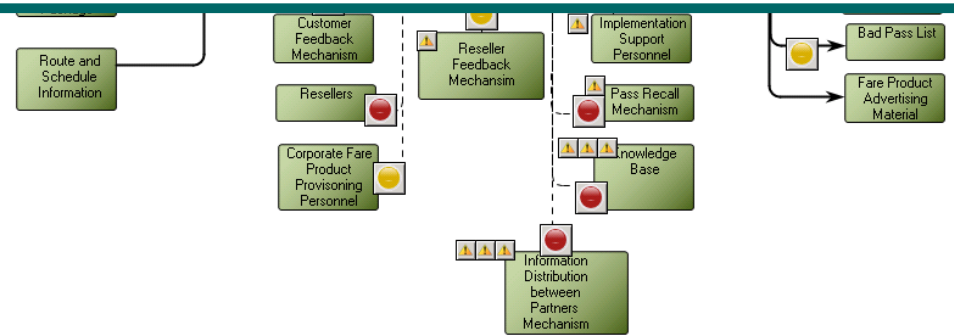 Route and
Schedule
Information
Customer
Feedback
Mechanism
Resellers
Corporate Fare
Product
Provisoning
Personnel
Reseller
Feedback
Mechansim
Implementation
Support
Personnel
Pass Recall
Mechanism
Knowledge
Base
Information
Distribution
between
Partners
Mechanism
Bad Pass List
Fare Product
Advertising
Material